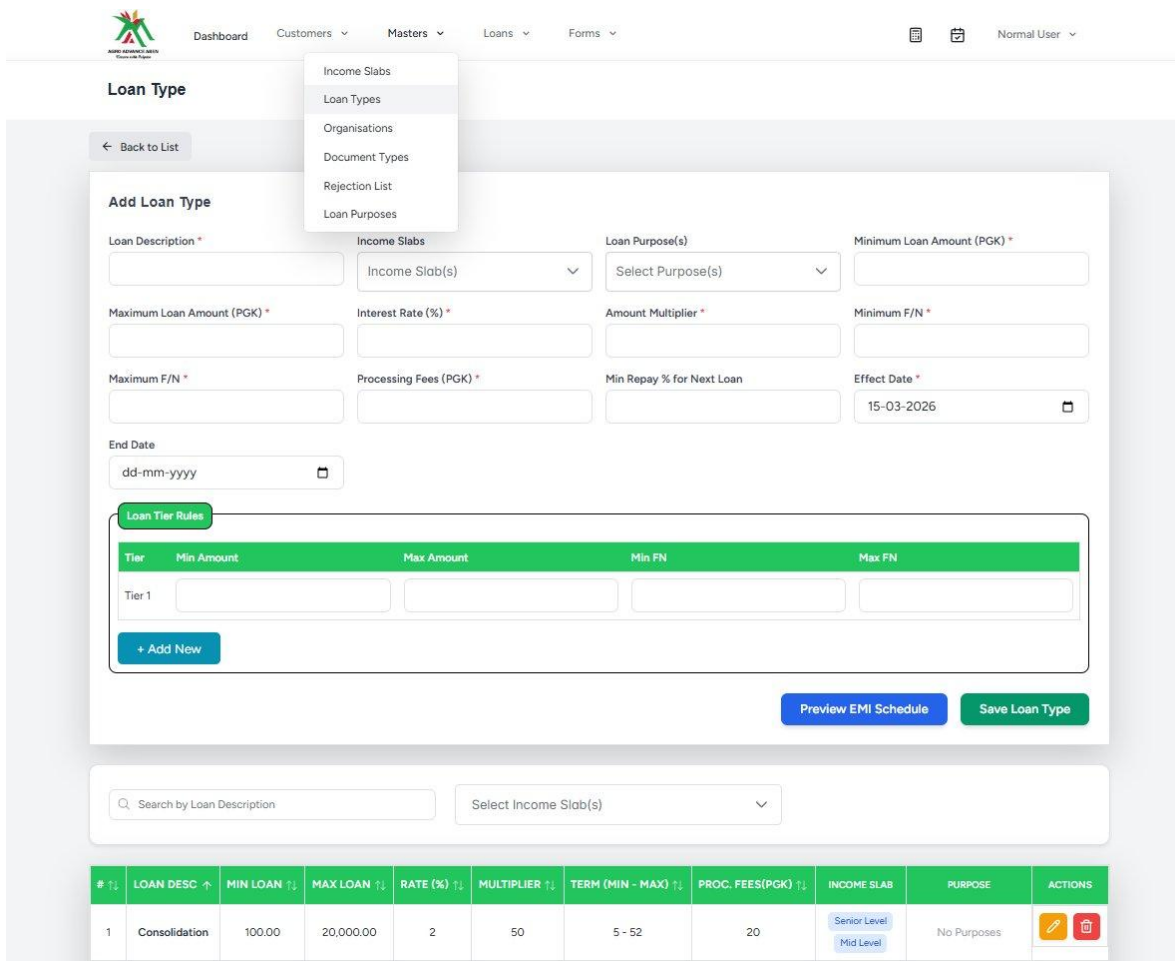 AGRO ADVANCE ABEN
Dashboard
Customers
Masters
Loans
Forms
Normal User
Income Slabs
Loan Types
Organisations
Document Types
Rejection List
Loan Purposes
Loan Type
Back to List
Add Loan Type
Loan Description * Income Slabs Loan Purpose(s) Minimum Loan Amount (PGK) *
Income Slab(s) Select Purpose(s)
Maximum Loan Amount (PGK) * Interest Rate (%) * Amount Multiplier * Minimum F/N *
Maximum F/N * Processing Fees (PGK) * Min Repay % for Next Loan Effect Date *
15-03-2026
End Date
dd-mm-yyyy
Loan Tier Rules
Tier Min Amount Max Amount Min FN Max FN
Tier 1
+ Add New
Preview EMI Schedule Save Loan Type
Search by Loan Description Select Income Slab(s)
# LOAN DESC MIN LOAN MAX LOAN RATE (%) MULTIPLIER TERM (MIN - MAX) PROC. FEES(PGK) INCOME SLAB PURPOSE ACTIONS
1 Consolidation 100.00 20,000.00 2 50 5 - 52 20 Senior Level No Purposes
Mid Level